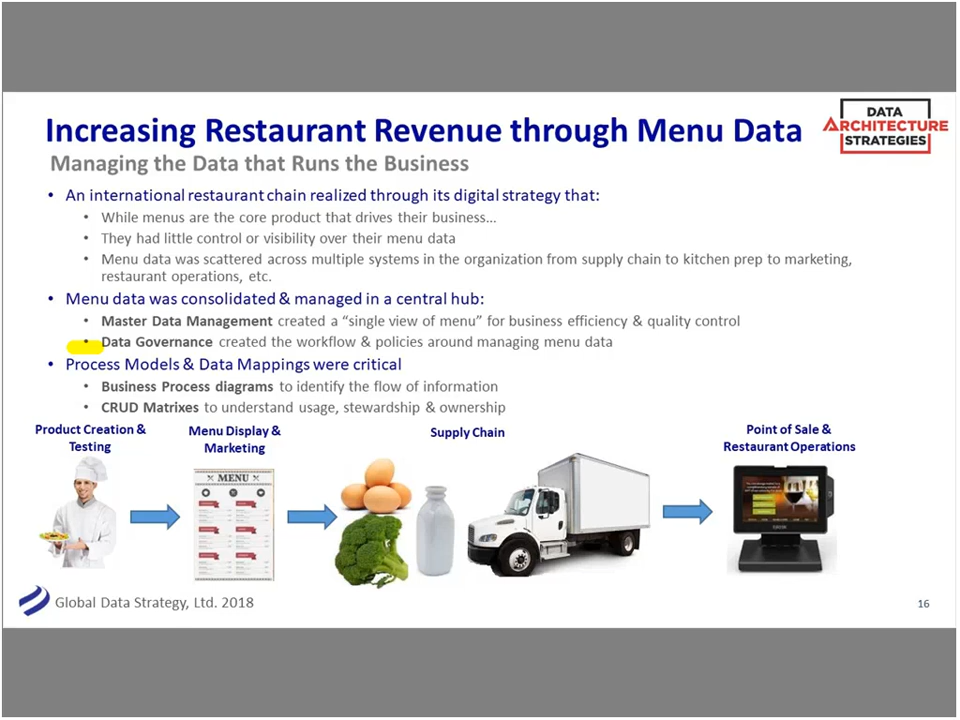 Increasing Restaurant Revenue through Menu Data
DATA
ARCHITECTURE
STRATEGIES
Managing the Data that Runs the Business
• An international restaurant chain realized through its digital strategy that:
• While menus are the core product that drives their business...
• They had little control or visibility over their menu data
• Menu data was scattered across multiple systems in the organization from supply chain to kitchen prep to marketing,
restaurant operations, etc.
• Menu data was consolidated & managed in a central hub:
• Master Data Management created a “single view of menu” for business efficiency & quality control
• Data Governance created the workflow & policies around managing menu data
• Process Models & Data Mappings were critical
• Business Process diagrams to identify the flow of information
• CRUD Matrixes to understand usage, stewardship & ownership
Product Creation &
Testing
Menu Display &
Marketing
Supply Chain
Point of Sale &
Restaurant Operations
MENU
Global Data Strategy, Ltd. 2018
16